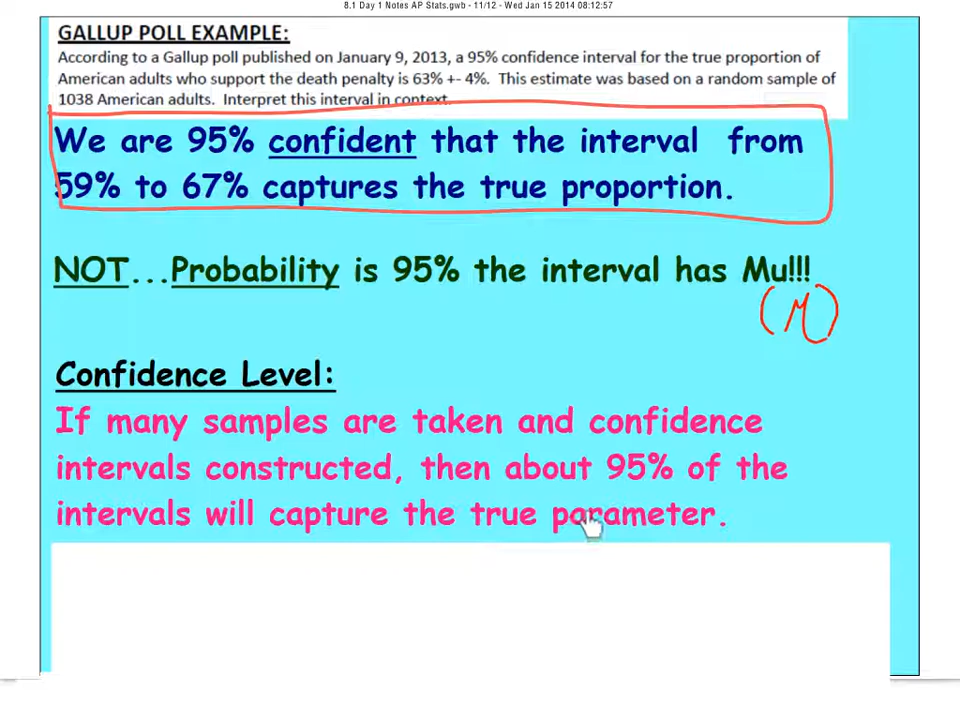 8.1 Day 1 Notes AP Stats.gwb - 11/12 - Wed Jan 15 2014 08:12:57
GALLUP POLL EXAMPLE:
According to a Gallup poll published on January 9, 2013, a 95% confidence interval for the true proportion of
American adults who support the death penalty is 63% +- 4%. This estimate was based on a random sample of
1038 American adults. Interpret this interval in context.
We are 95% confident that the interval from
59% to 67% captures the true proportion.
NOT...Probability is 95% the interval has Mu!!!
(M)
Confidence Level:
If many samples are taken and confidence
intervals constructed, then about 95% of the
intervals will capture the true parameter.